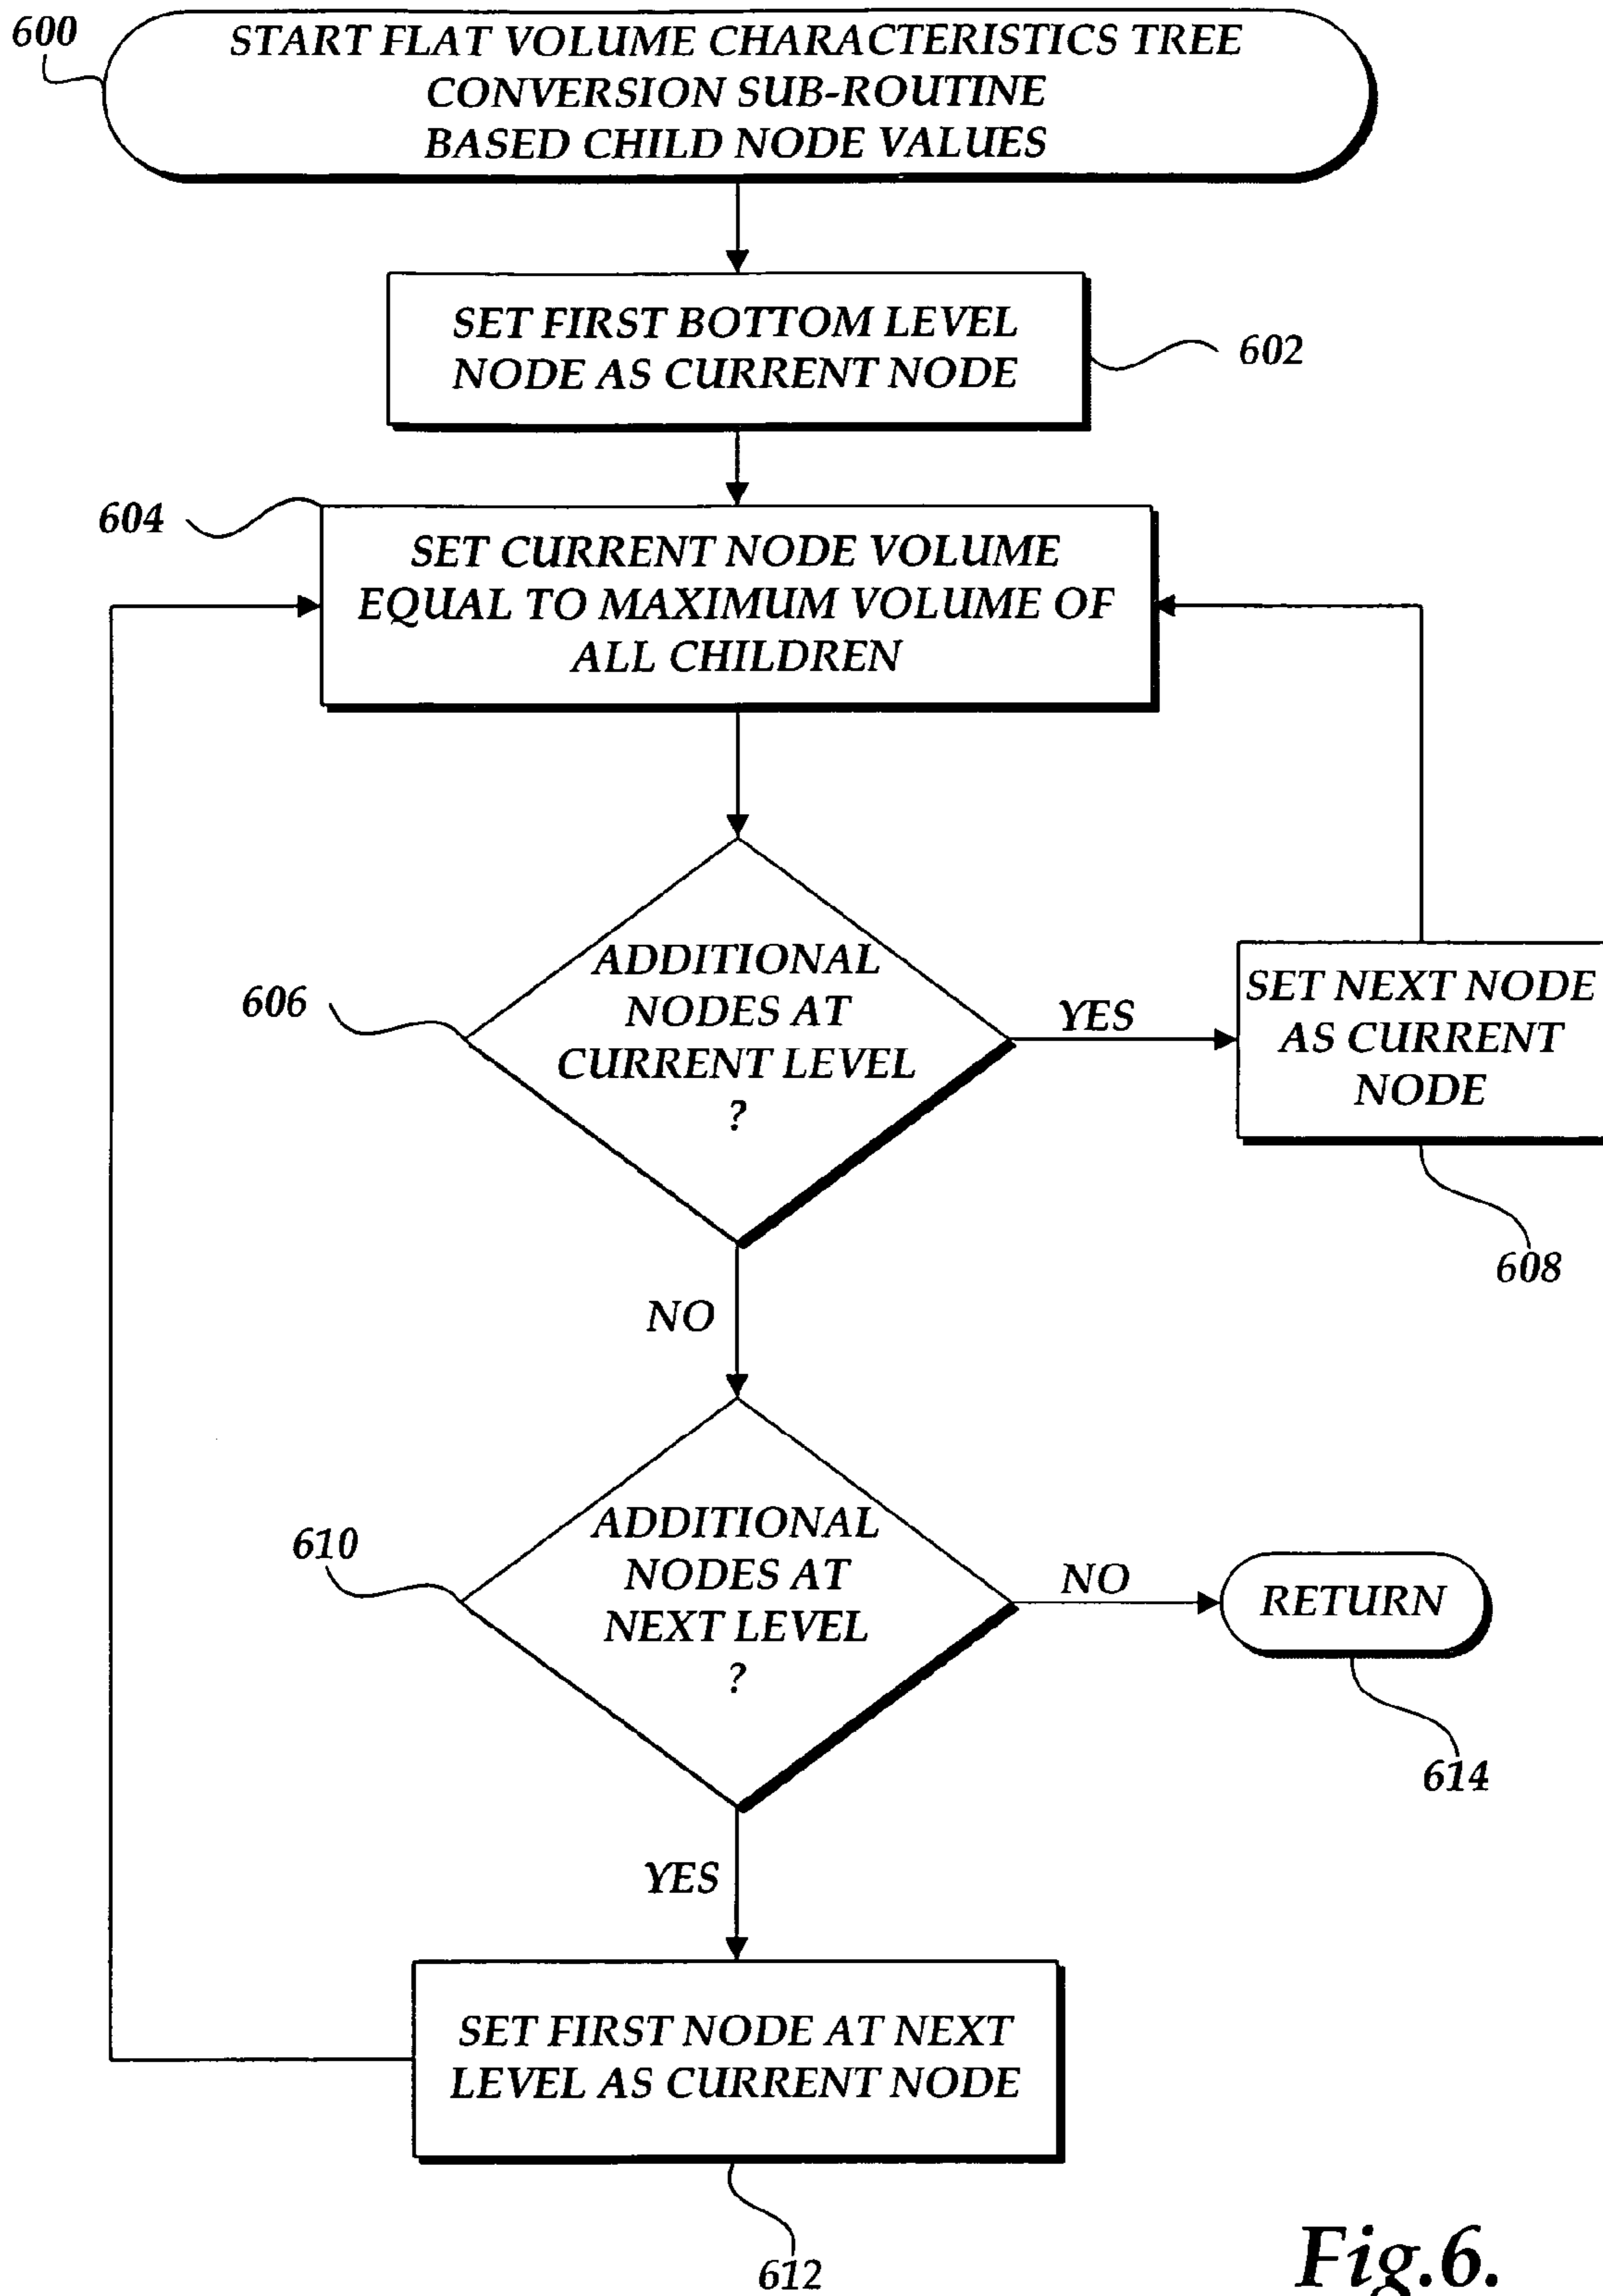 600
START FLAT VOLUME CHARACTERISTICS TREE
CONVERSION SUB-ROUTINE
BASED CHILD NODE VALUES
SET FIRST BOTTOM LEVEL
NODE AS CURRENT NODE
602
604
SET CURRENT NODE VOLUME
EQUAL TO MAXIMUM VOLUME OF
ALL CHILDREN
606
ADDITIONAL
NODES AT
CURRENT LEVEL
?
YES
SET NEXT NODE
AS CURRENT
NODE
608
NO
610
ADDITIONAL
NODES AT
NEXT LEVEL
?
NO
RETURN
614
YES
SET FIRST NODE AT NEXT
LEVEL AS CURRENT NODE
612
Fig.6.